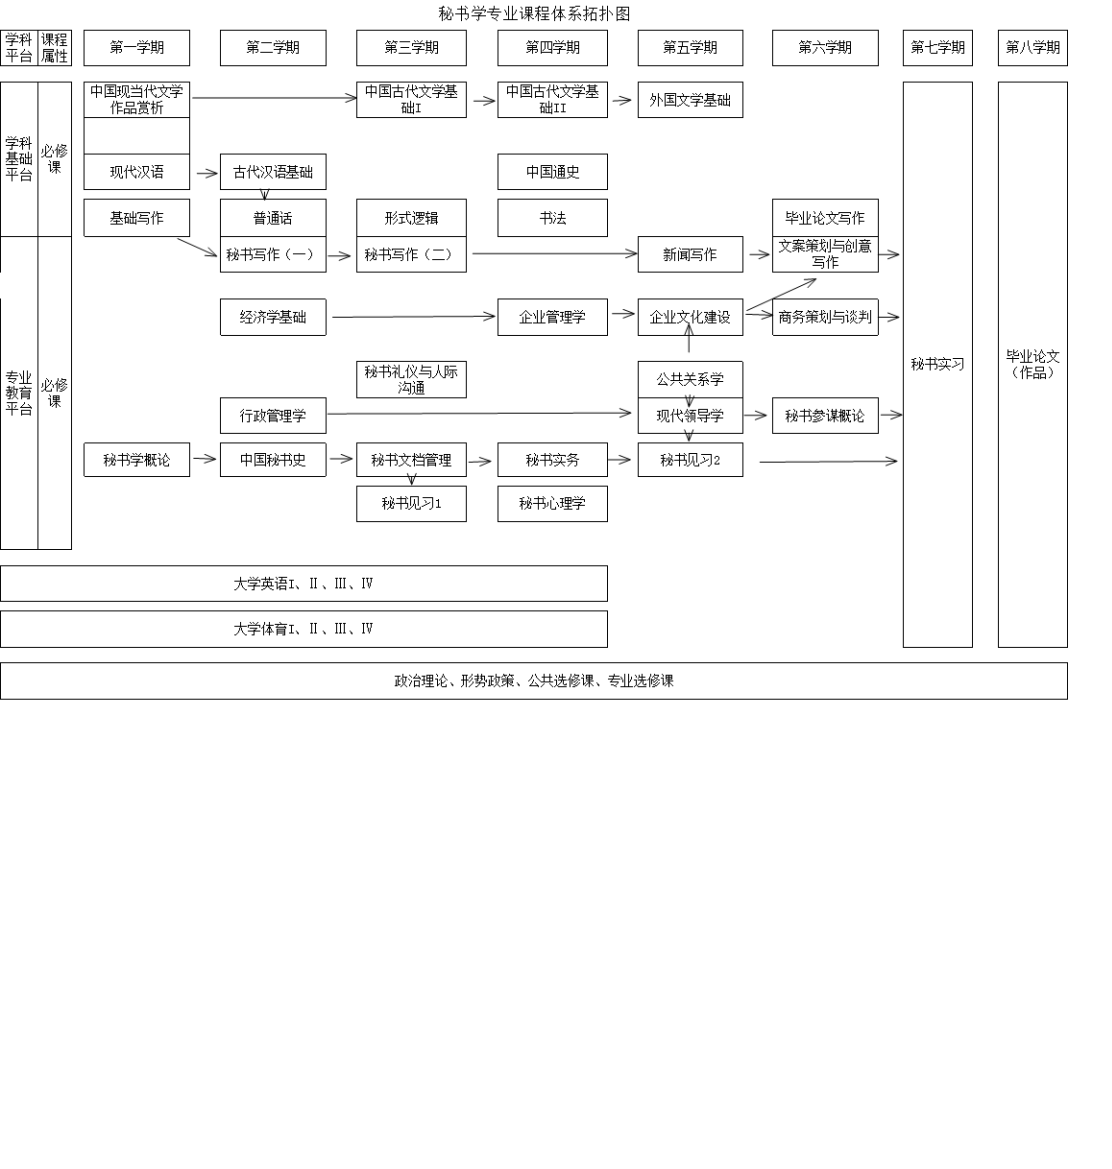 秘书学专业课程体系拓扑图
学科
平台
课程
属性
第一学期
第二学期
第三学期
第四学期
第五学期
第六学期
第七学期
第八学期
学科
基础
平台
必修
课
中国现当代文学
作品赏析
中国古代文学基
础I
中国古代文学基
础II
外国文学基础
现代汉语
古代汉语基础
中国通史
基础写作
普通话
形式逻辑
书法
毕业论文写作
专业
教育
平台
必修
课
秘书写作（一）
秘书写作（二）
新闻写作
文案策划与创意
写作
经济学基础
企业管理学
企业文化建设
商务策划与谈判
秘书礼仪与人际
沟通
公共关系学
行政管理学
现代领导学
秘书参谋概论
秘书学概论
中国秘书史
秘书文档管理
秘书实务
秘书见习2
秘书见习1
秘书心理学
秘书实习
毕业论文
（作品）
大学英语I、Ⅱ、Ⅲ、Ⅳ
大学体育I、Ⅱ、Ⅲ、Ⅳ
政治理论、形势政策、公共选修课、专业选修课